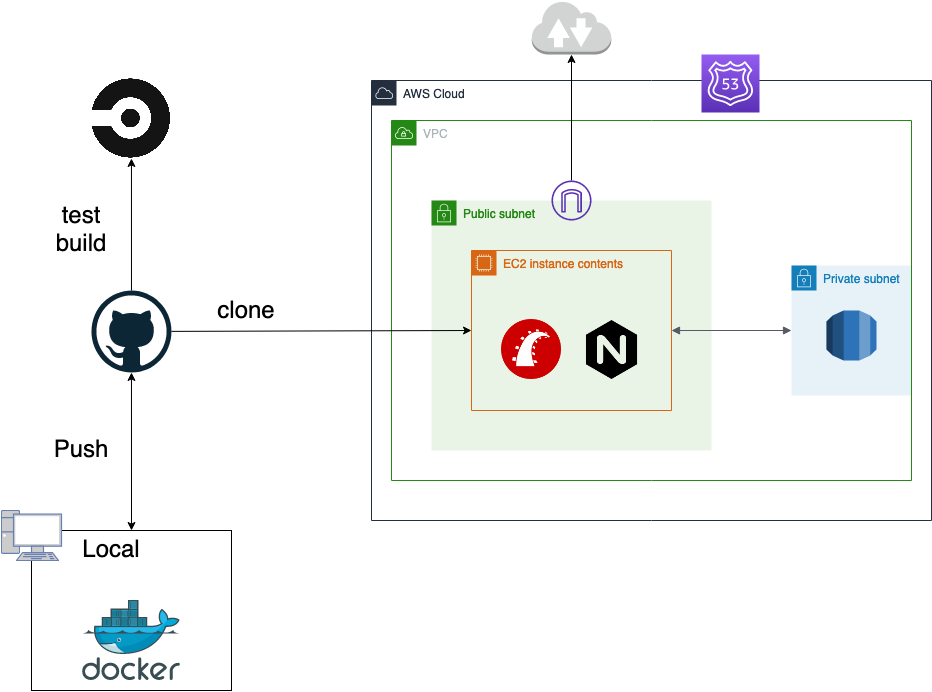 53
AWS Cloud
VPC
test
build
Public subnet
EC2 instance contents
Private subnet
clone
N
Push
Local
docker